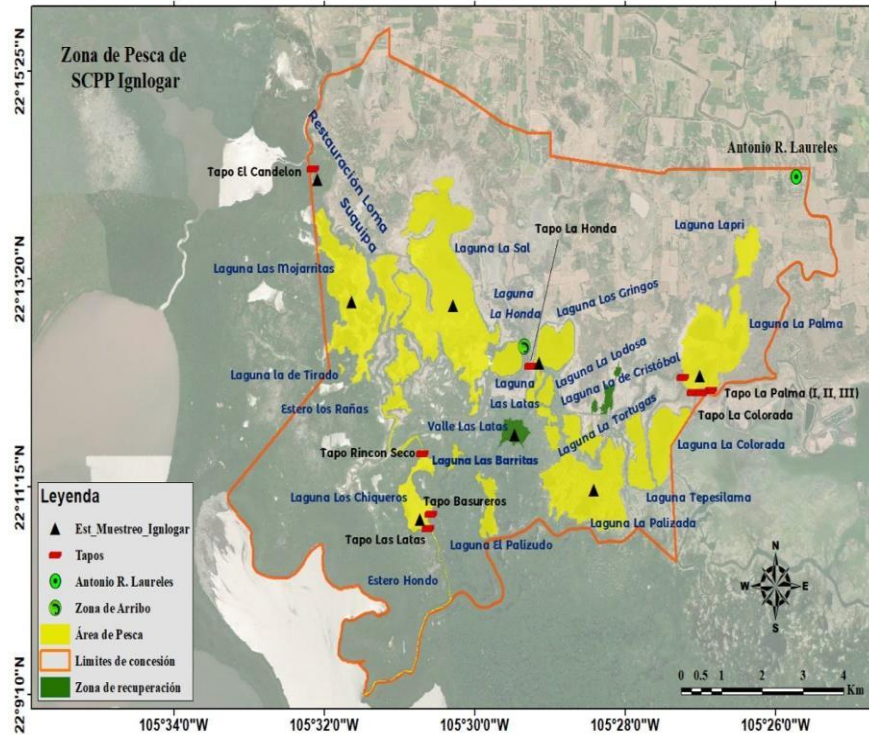 Zona de Pesca de
SCPP Ignlogar
22°15'25"N
22°13'20"N
22°11'15"N
22°9'10"N
Antonio R. Laureles
Tapo El Candelon
Restauración Loma
Suquipa
Laguna Lapri
Tapo La Honda
Laguna La Sal
Laguna Las Mojarritas
Laguna
La Honda
Laguna Los Gringos
Laguna La Palma
Laguna La Lodosa
Laguna La de Cristóbal
Laguna la de Tirado
Laguna
Las Latas
Tapo La Palma (I, II, III)
Estero los Rañas
Tapo La Colorada
Valle Las Latas
Laguna La Tortugas
Laguna La Colorada
Tapo Rincon Seco
Laguna Las Barritas
Laguna Los Chiqueros
Tapo Basureros
Laguna Tepesilama
Laguna La Palizada
Tapo Las Latas
Laguna El Palizudo
Estero Hondo
Leyenda
Est_Muestreo_Ignlogar
Tapos
Antonio R. Laureles
Zona de Arribo
Área de Pesca
Limites de concesión
Zona de recuperación
N
W
E
S
0 0.5 1 2 3 4
Km
105°34'0"W
105°32'0"W
105°30'0"W
105°28'0"W
105°26'0"W